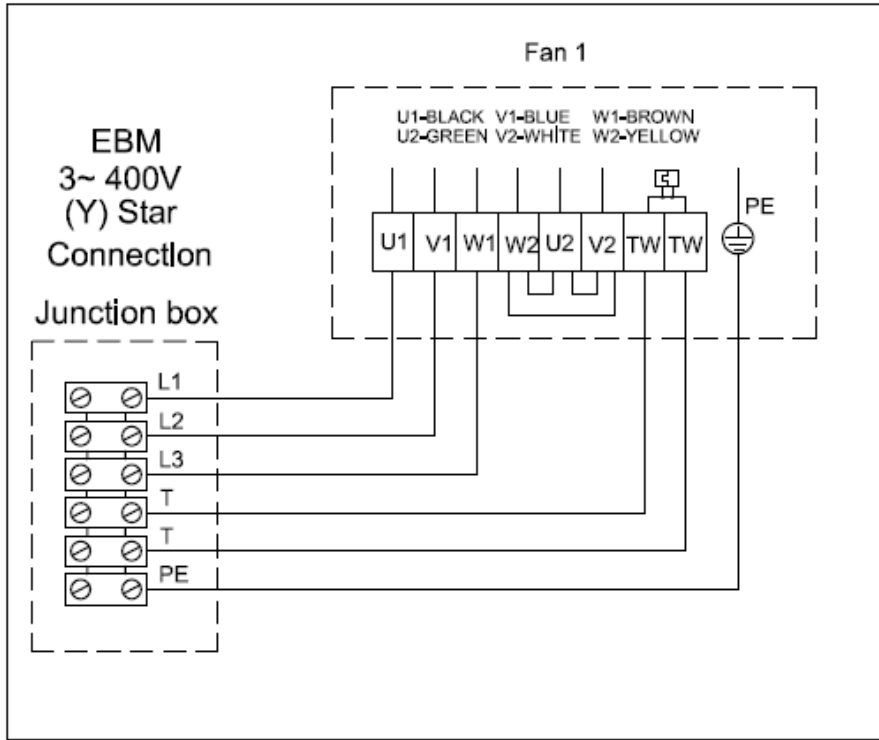 Fan 1
U1-BLACK V1-BLUE W1-BROWN
U2-GREEN V2-WHITE W2-YELLOW
EBM
3~ 400V
(Y) Star
Connection
PE
U1 V1 W1 W2 U2 V2 TW TW
Junction box
L1
L2
L3
T
T
PE